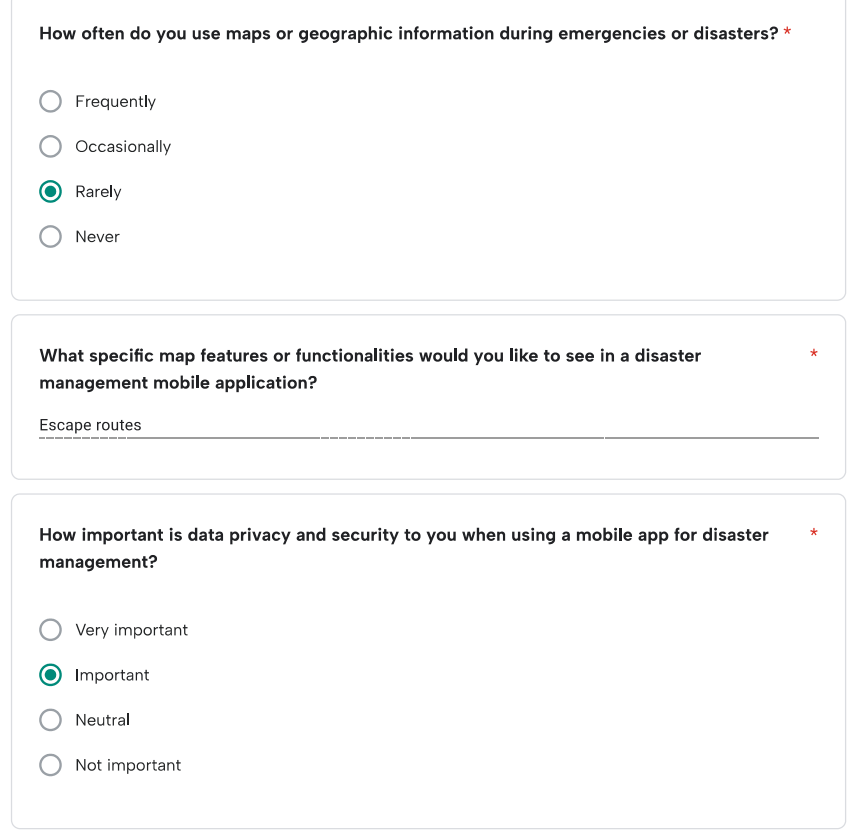 How often do you use maps or geographic information during emergencies or disasters? *
Frequently
Occasionally
Rarely
Never
What specific map features or functionalities would you like to see in a disaster *
management mobile application?
Escape routes
How important is data privacy and security to you when using a mobile app for disaster *
management?
Very important
Important
Neutral
Not important